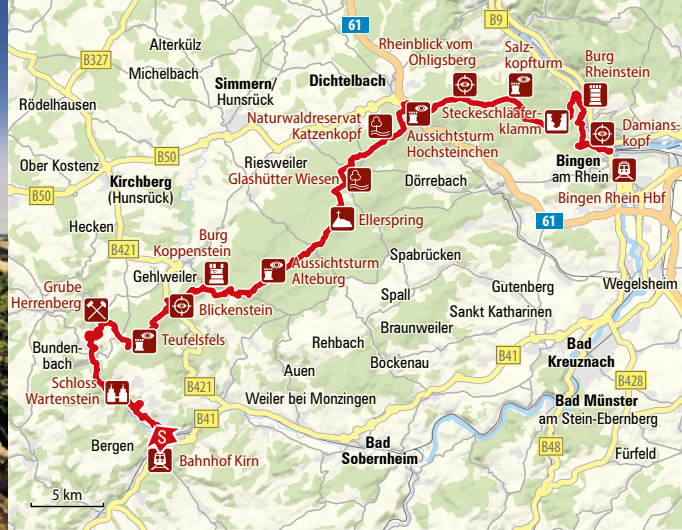 61
B9
Alterkülz
B327
Michelbach
Simmern/
Hunsrück
Dichtelbach
Rheinblick vom
Ohligsberg
Salz-
kopfturm
Burg
Rheinstein
Rödelhausen
Naturwaldreservat
Katzenkopf
Steckeschlääfer-
klamm
Aussichtsturm
Hochsteinchen
Damians-
kopf
Ober Kostenz
B50
B50
Kirchberg
(Hunsrück)
Riesweiler
Glashütter Wiesen
Dörrebach
Bingen
am Rhein
Bingen Rhein Hbf
61
Hecken
B421
Ellerspring
Burg
Koppenstein
Gehlweiler
Aussichtsturm
Alteburg
Spabrücken
Grube
Herrenberg
Blickenstein
Spall
Gutenberg
Wegelsheim
Sankt Katharinen
Braunweiler
Teufelsfels
Rehbach
Bunden-
bach
Auen
Bockenau
B41
Bad
Kreuznach
Schloss
Wartenstein
B421
Weiler bei Monzingen
B428
B41
Bad Münster
am Stein-Ebernberg
S
Bergen
Bahnhof Kirn
Bad
Sobernheim
B48
Fürfeld
5 km